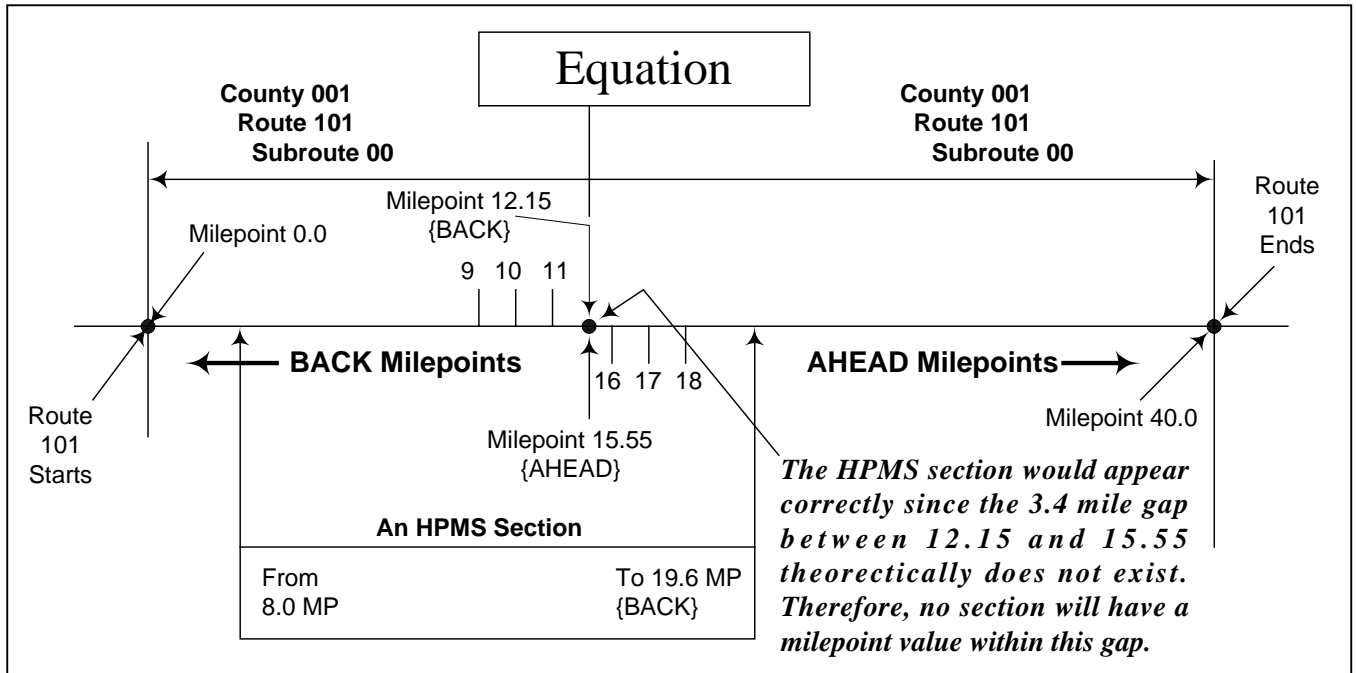 Equation
County 001
Route 101
Subroute 00
County 001
Route 101
Subroute 00
Milepoint 12.15
{BACK}
Route
101
Ends
Milepoint 0.0
9 10 11
BACK Milepoints
AHEAD Milepoints
16 17 18
Route
101
Starts
Milepoint 15.55
{AHEAD}
Milepoint 40.0
The HPMS section would appear
correctly since the 3.4 mile gap
between 12.15 and 15.55
theorectically does not exist.
Therefore, no section will have a
milepoint value within this gap.
An HPMS Section
From
8.0 MP
To 19.6 MP
{BACK}